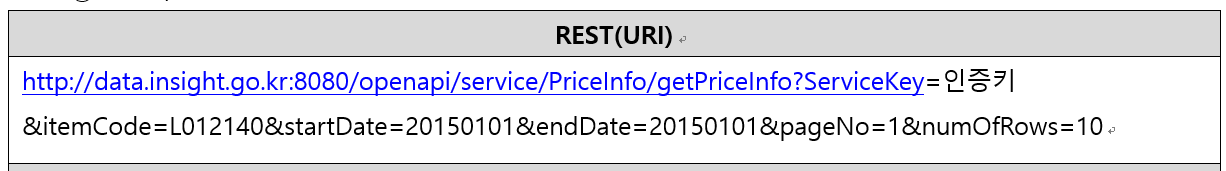 REST(URI)
http://data.insight.go.kr:8080/openapi/service/PriceInfo/getPriceInfo?ServiceKey=인증키
&itemCode=L012140&startDate=20150101&endDate=20150101&pageNo=1&numOfRows=10